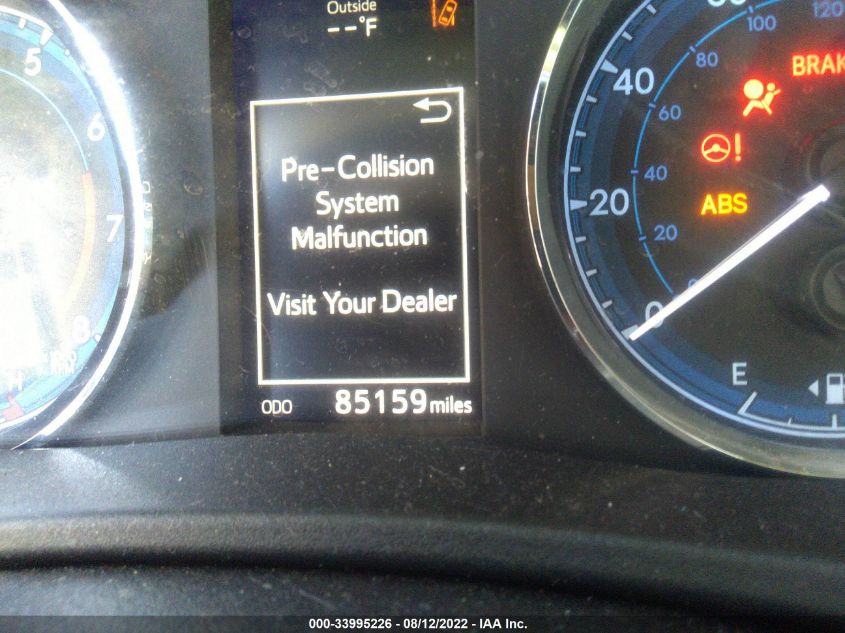 Outside
--°F
Pre-Collision
System
Malfunction
Visit Your Dealer
ODO 85159 miles
5
6
7
8
40
20
0
120
100
80
60
40
20
BRAK
!
ABS
E
000-33995226 - 08/12/2022 - IAA Inc.